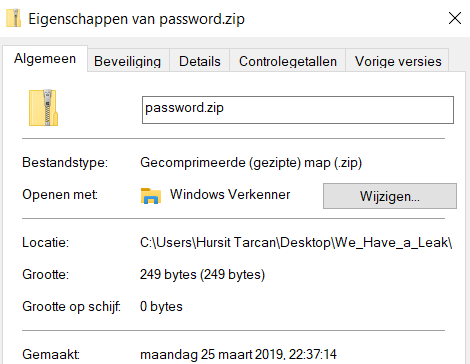 Eigenschappen van password.zip
Algemeen Beveiliging Details Controlegetallen Vorige versies
password.zip
Bestandstype: Gecomprimeerde (gezipte) map (.zip)
Openen met: Windows Verkenner Wijzigen...
Locatie: C:\Users\Hursit Tarcan\Desktop\We_Have_a_Leak\
Grootte: 249 bytes (249 bytes)
Grootte op schijf: 0 bytes
Gemaakt: maandag 25 maart 2019, 22:37:14